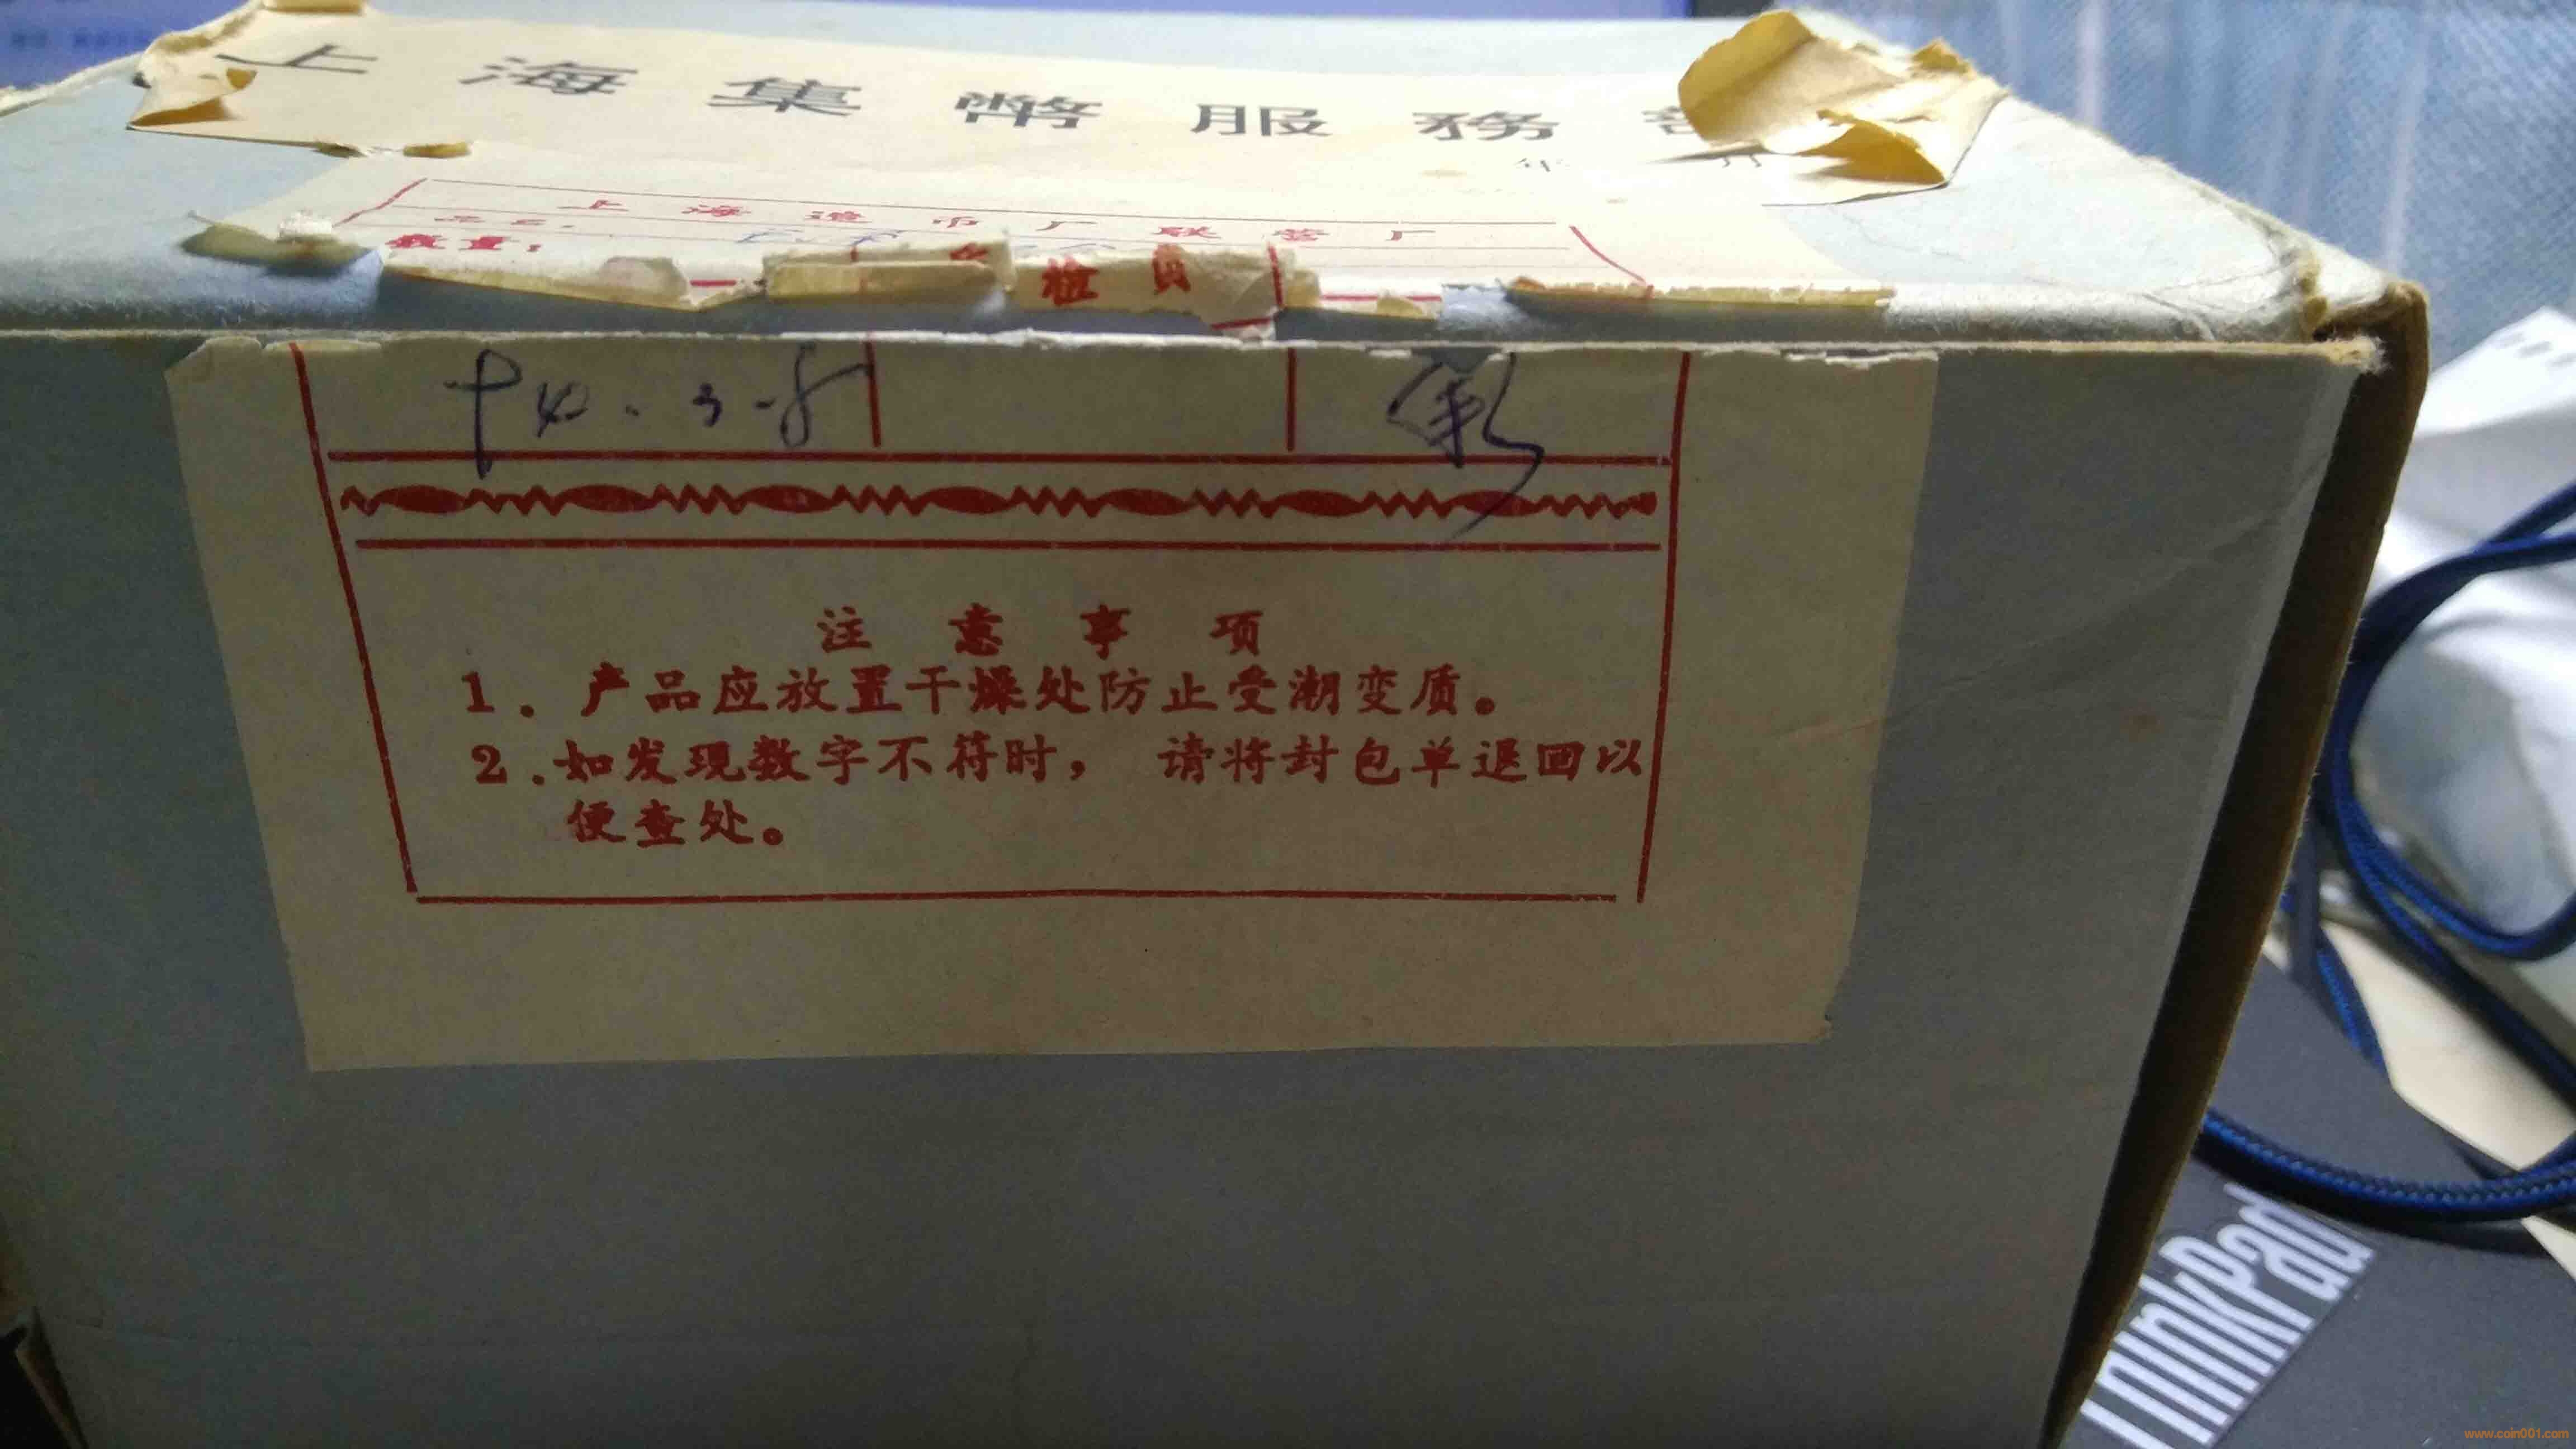 上海集幣服務
年 月
上海造币厂联营厂
数量:
检员
注意事项
1. 产品应放置干燥处防止受潮变质。
2.如发现数字不符时, 请将封包单退回以
便查处。
ThinkPad
www.coin001.com